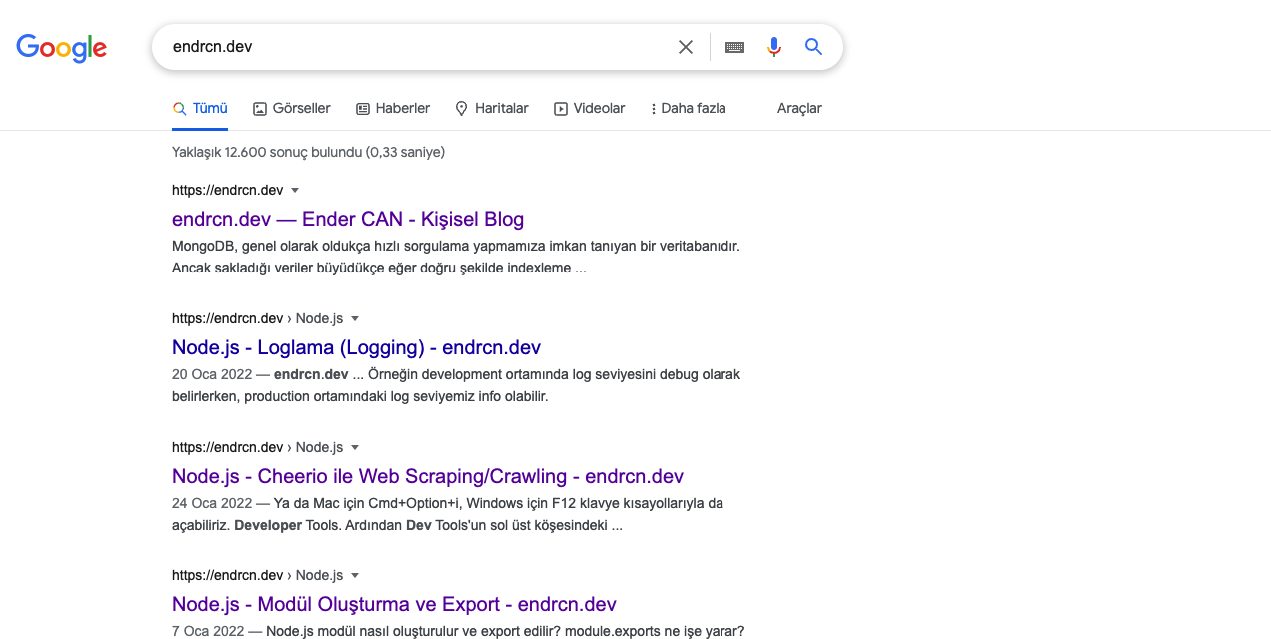 Google
endrcn.dev
Tümü Görseller Haberler Haritalar Videolar Daha fazla Araçlar
Yaklaşık 12.600 sonuç bulundu (0,33 saniye)
https://endrcn.dev
endrcn.dev — Ender CAN - Kişisel Blog
MongoDB, genel olarak oldukça hızlı sorgulama yapmamıza imkan tanıyan bir veritabanıdır.
Ancak sakladığı veriler büyüdükçe eğer doğru şekilde indexleme ...
https://endrcn.dev › Node.js
Node.js - Loglama (Logging) - endrcn.dev
20 Oca 2022 — endrcn.dev ... Örneğin development ortamında log seviyesini debug olarak
belirlerken, production ortamındaki log seviyemiz info olabilir.
https://endrcn.dev › Node.js
Node.js - Cheerio ile Web Scraping/Crawling - endrcn.dev
24 Oca 2022 — Ya da Mac için Cmd+Option+i, Windows için F12 klavye kısayollarıyla da
açabiliriz. Developer Tools. Ardından Dev Tools'un sol üst köşesindeki ...
https://endrcn.dev › Node.js
Node.js - Modül Oluşturma ve Export - endrcn.dev
7 Oca 2022 — Node.js modül nasıl oluşturulur ve export edilir? module.exports ne işe yarar?